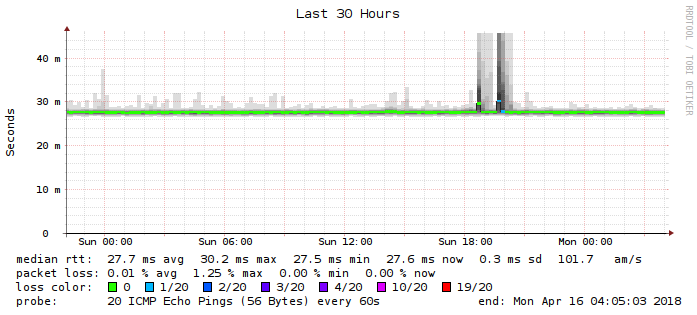 Last 30 Hours
RRDTOOL / TOBI OETIKER
Seconds
40 m
30 m
20 m
10 m
0
Sun 00:00 Sun 06:00 Sun 12:00 Sun 18:00 Mon 00:00
median rtt: 27.7 ms avg 30.2 ms max 27.5 ms min 27.6 ms now 0.3 ms sd 101.7 am/s
packet loss: 0.01 % avg 1.25 % max 0.00 % min 0.00 % now
loss color: 0 1/20 2/20 3/20 4/20 10/20 19/20
probe: 20 ICMP Echo Pings (56 Bytes) every 60s end: Mon Apr 16 04:05:03 2018